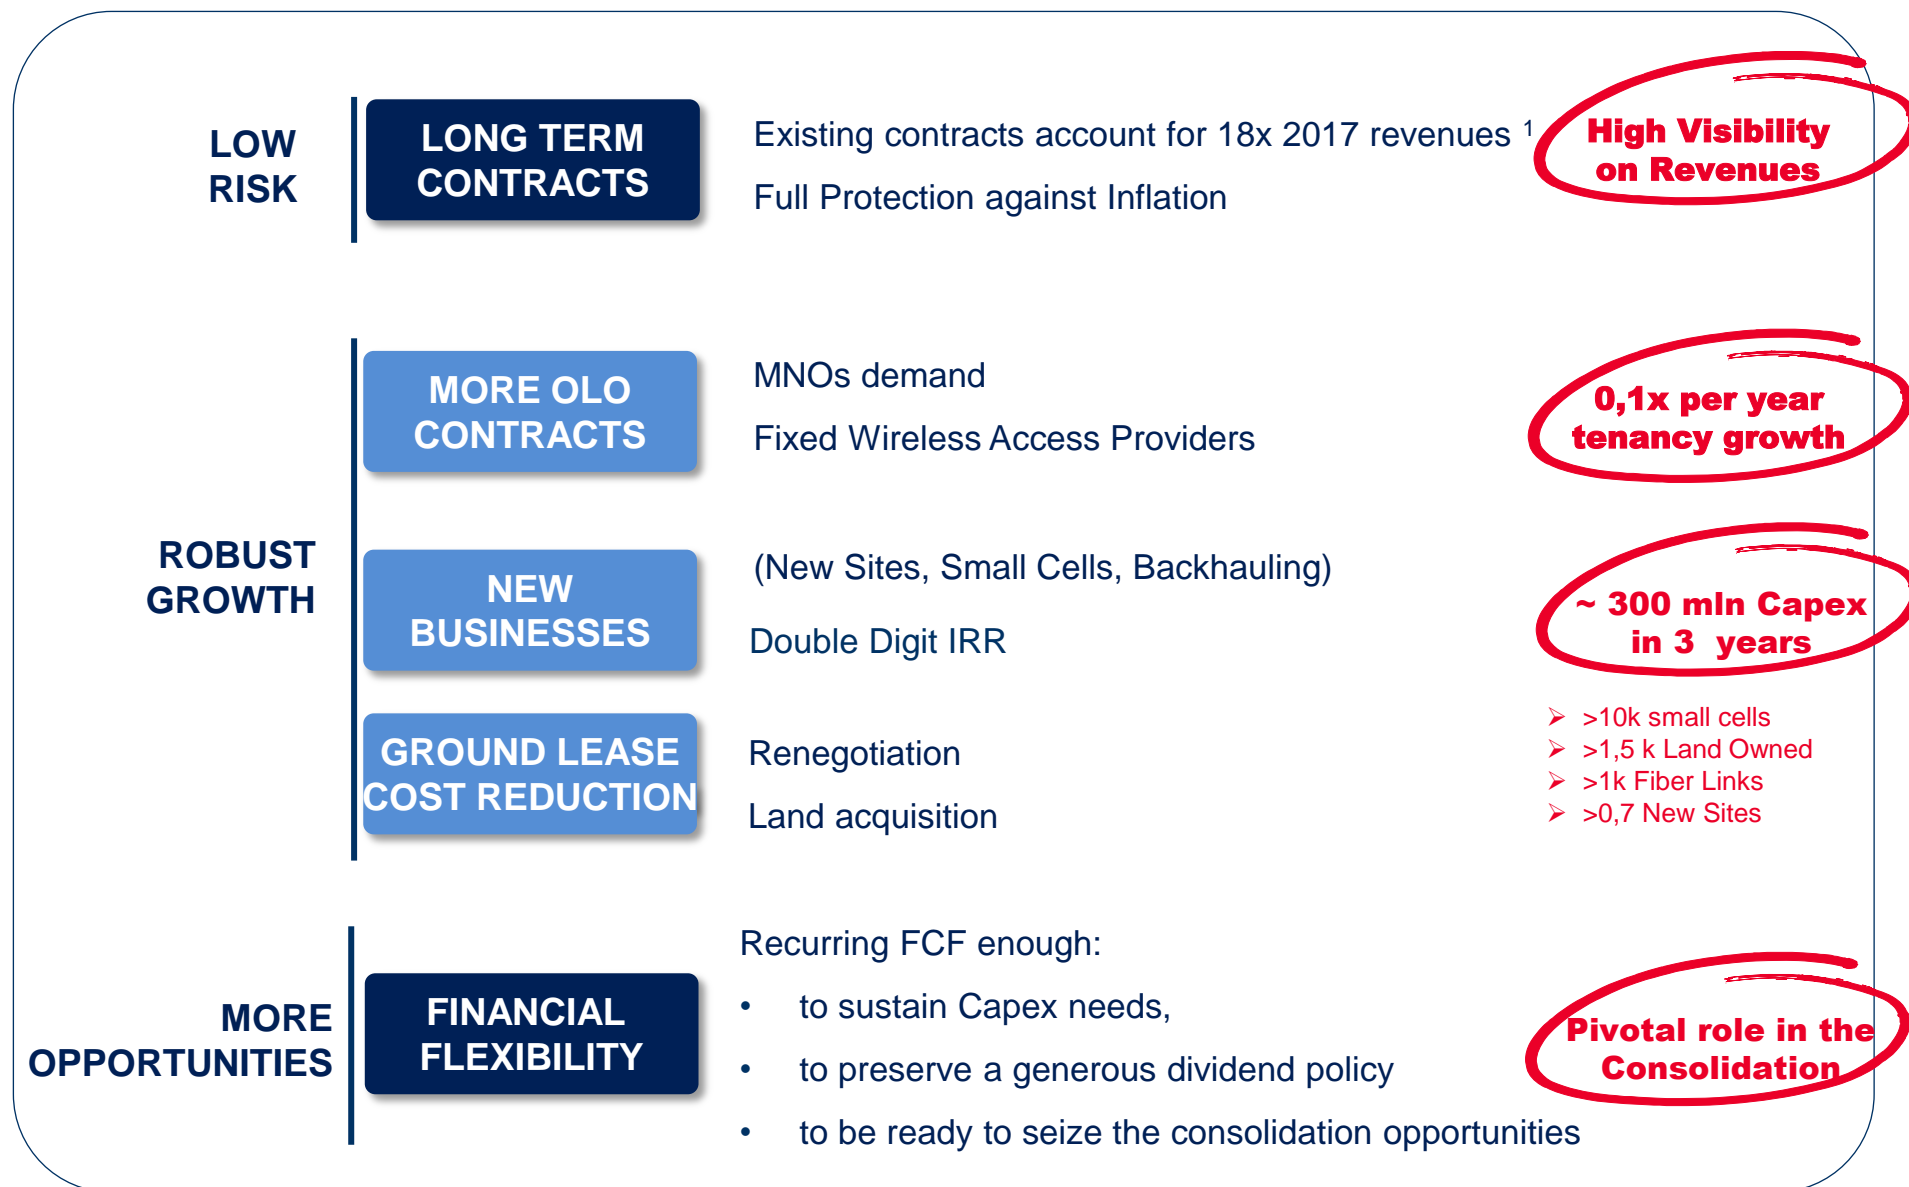 LOW
RISK
LONG TERM
CONTRACTS
Existing contracts account for 18x 2017 revenues 1
Full Protection against Inflation
High Visibility
on Revenues
ROBUST
GROWTH
MORE OLO
CONTRACTS
MNOs demand
Fixed Wireless Access Providers
0,1x per year
tenancy growth
NEW
BUSINESSES
(New Sites, Small Cells, Backhauling)
Double Digit IRR
~ 300 mln Capex
in 3 years
GROUND LEASE
COST REDUCTION
Renegotiation
Land acquisition
➢ >10k small cells
➢ >1,5 k Land Owned
➢ >1k Fiber Links
➢ >0,7 New Sites
MORE
OPPORTUNITIES
FINANCIAL
FLEXIBILITY
Recurring FCF enough:
• to sustain Capex needs,
• to preserve a generous dividend policy
• to be ready to seize the consolidation opportunities
Pivotal role in the
Consolidation